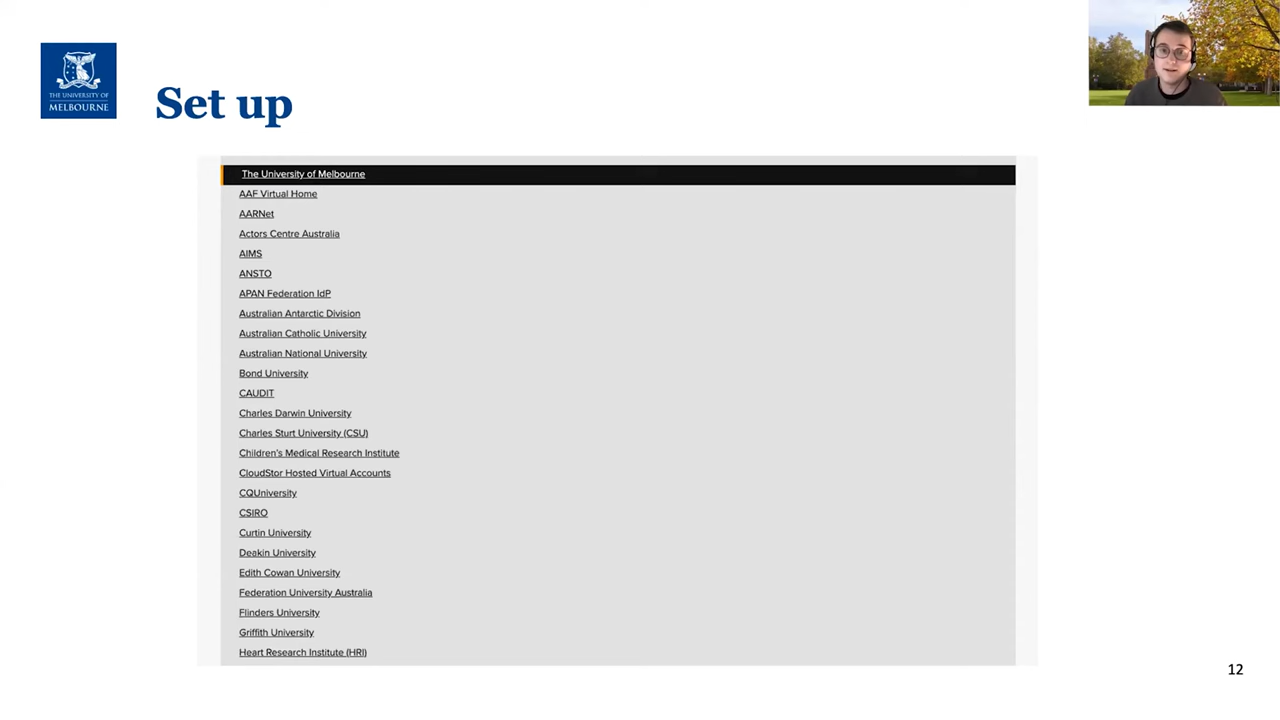 THE UNIVERSITY OF
MELBOURNE
Set up
The University of Melbourne
AAF Virtual Home
AARNet
Actors Centre Australia
AIMS
ANSTO
APAN Federation IdP
Australian Antarctic Division
Australian Catholic University
Australian National University
Bond University
CAUDIT
Charles Darwin University
Charles Sturt University (CSU)
Children's Medical Research Institute
CloudStor Hosted Virtual Accounts
CQUniversity
CSIRO
Curtin University
Deakin University
Edith Cowan University
Federation University Australia
Flinders University
Griffith University
Heart Research Institute (HRI)
12